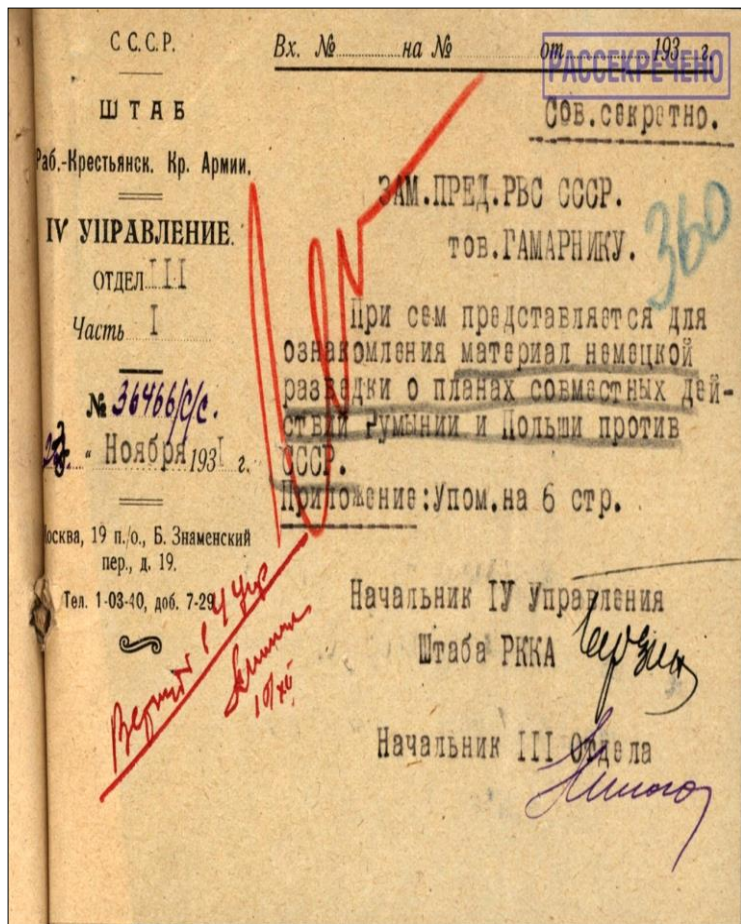 С.С.С.Р.
ШТАБ
Раб.-Крестьянск. Кр. Армии.
IV УПРАВЛЕНИЕ.
ОТДЕЛ III
Часть I
№ 36466/с/с.
" Ноября 1931 г.
Москва, 19 п./о., Б. Знаменский
пер., д. 19.
Тел. 1-03-40, доб. 7-29
Вх. № на № от 193 г.
РАССЕКРЕЧЕНО
Сов.секретно.
ЗАМ.ПРЕД.РВС СССР.
тов.ГАМАРНИКУ.
360
При сем представляется для
ознакомления материал немецкой
разведки о планах совместных дей-
ствий Румынии и Польши против
СССР.
Приложение:Упом.на 6 стр.
Начальник IУ Управления
Штаба РККА Берзин
Начальник III Отдела